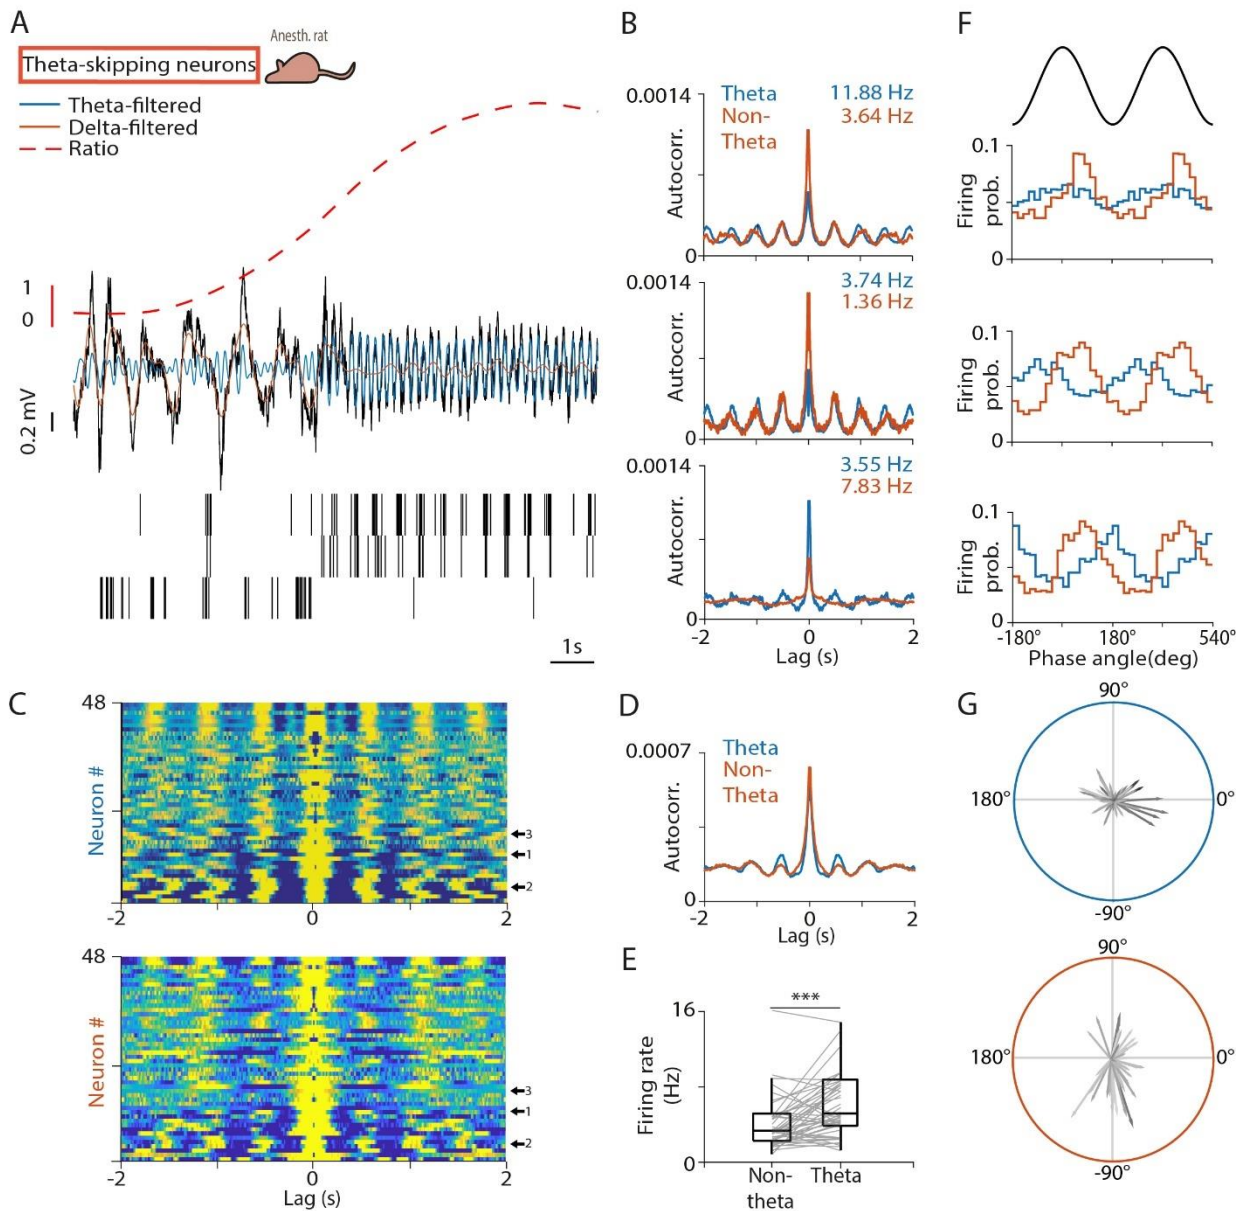 A
Anesth. rat
Theta-skipping neurons
Theta-filtered
Delta-filtered
Ratio
1
0
0.2 mV
1s
B
0.0014
Theta 11.88 Hz
Non- 3.64 Hz
Theta
Autocorr.
0
0.0014
3.74 Hz
1.36 Hz
Autocorr.
0
0.0014
3.55 Hz
7.83 Hz
Autocorr.
0
-2 0 2
Lag (s)
F
0.1
Firing
prob.
0
0.1
Firing
prob.
0
0.1
Firing
prob.
0
-180° 180° 540°
Phase angle(deg)
C
48
Neuron #
3
1
2
-2 0 2
48
Neuron #
3
1
2
-2 0 2
Lag (s)
D
0.0007
Theta
Non-
Theta
Autocorr.
0
-2 0 2
Lag (s)
E
***
16
Firing rate
(Hz)
0
Non- Theta
theta
G
90°
180° 0°
-90°
90°
180° 0°
-90°